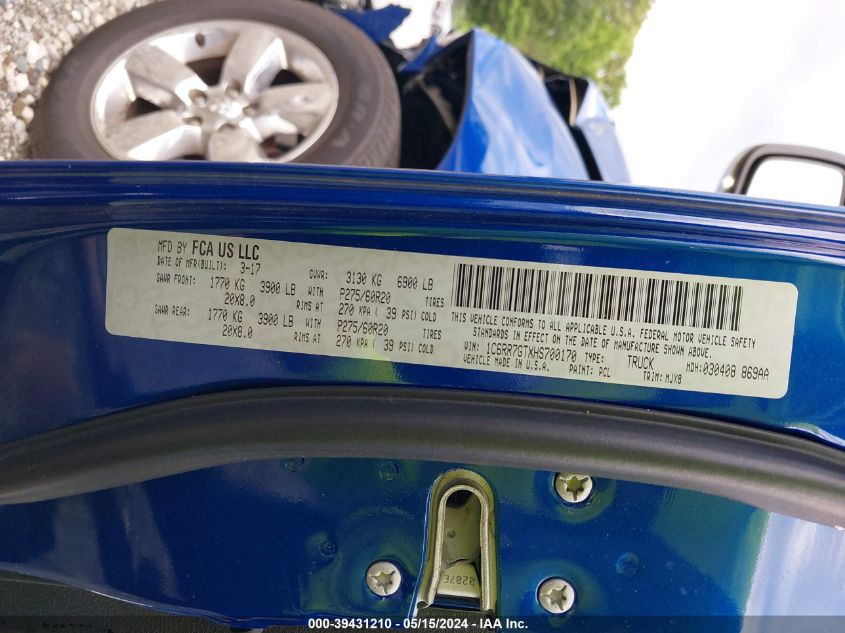 MFD BY FCA US LLC
DATE OF MFR(BUILT): 3-17 GVWR: 3130 KG 6900 LB
GAWR FRONT: 1770 KG 3900 LB WITH P275/60R20 TIRES
20X8.0 RIMS AT 270 KPA ( 39 PSI) COLD
GAWR REAR: 1770 KG 3900 LB WITH P275/60R20 TIRES
20X8.0 RIMS AT 270 KPA ( 39 PSI) COLD
THIS VEHICLE CONFORMS TO ALL APPLICABLE U.S.A. FEDERAL MOTOR VEHICLE SAFETY
STANDARDS IN EFFECT ON THE DATE OF MANUFACTURE SHOWN ABOVE.
VIN: 1C6RR7GTXHS700170 TYPE: TRUCK MDH: 030408 869AA
VEHICLE MADE IN U.S.A. PAINT: PCL TRIM: MJX8
0207E
000-39431210 - 05/15/2024 - IAA Inc.